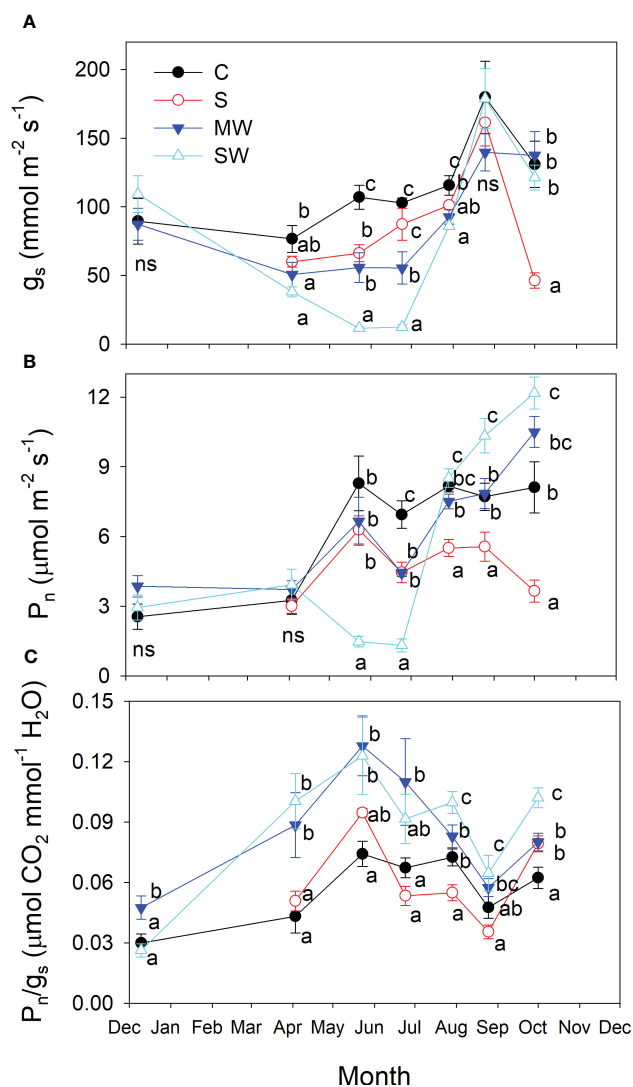 A
200
C
S
150
MW
SW
b
b
c
b
b
c
c
ns
b
100
ab
b
c
a
ab
50
ns
a
b
b
a
0
a
a
a
g_s (mmol m⁻² s⁻¹)
B
12
c
c
bc
9
b
c
c
bc
b
b
6
b
b
b
b
a
a
3
ns
ns
a
0
a
a
P_n (μmol m⁻² s⁻¹)
C
0.15
b
b
0.12
b
c
c
b
ab
0.09
ab
b
c
b
b
0.06
b
a
a
bc
a
a
a
ab
a
0.03
a
a
a
0.00
P_n/g_s (μmol CO₂ mmol⁻¹ H₂O)
Dec Jan Feb Mar Apr May Jun Jul Aug Sep Oct Nov Dec
Month